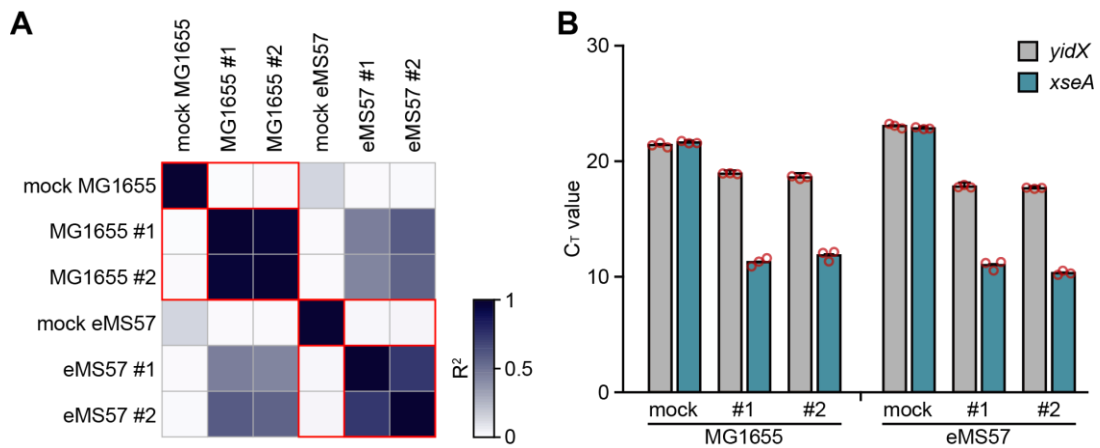 A
mock MG1655
MG1655 #1
MG1655 #2
mock eMS57
eMS57 #1
eMS57 #2
mock MG1655
MG1655 #1
MG1655 #2
mock eMS57
eMS57 #1
eMS57 #2
1
0.5
0
R²
B
30
20
10
0
C_T value
yidX
xseA
mock #1 #2 mock #1 #2
MG1655 eMS57